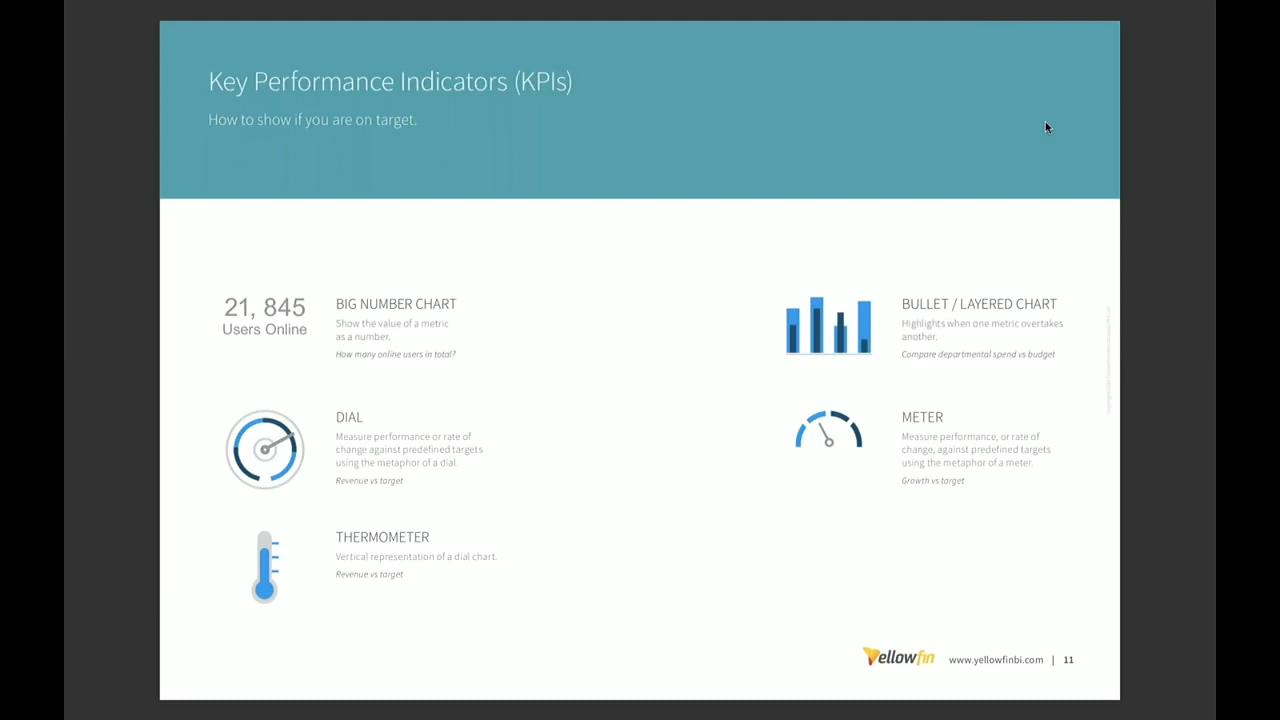 Key Performance Indicators (KPIs)
How to show if you are on target.
21, 845
Users Online
BIG NUMBER CHART
Show the value of a metric
as a number.
How many online users in total?
BULLET / LAYERED CHART
Highlights when one metric overtakes
another.
Compare departmental spend vs budget
DIAL
Measure performance or rate of
change against predefined targets
using the metaphor of a dial.
Revenue vs target
METER
Measure performance, or rate of
change, against predefined targets
using the metaphor of a meter.
Growth vs target
THERMOMETER
Vertical representation of a dial chart.
Revenue vs target
Yellowfin www.yellowfinbi.com | 11